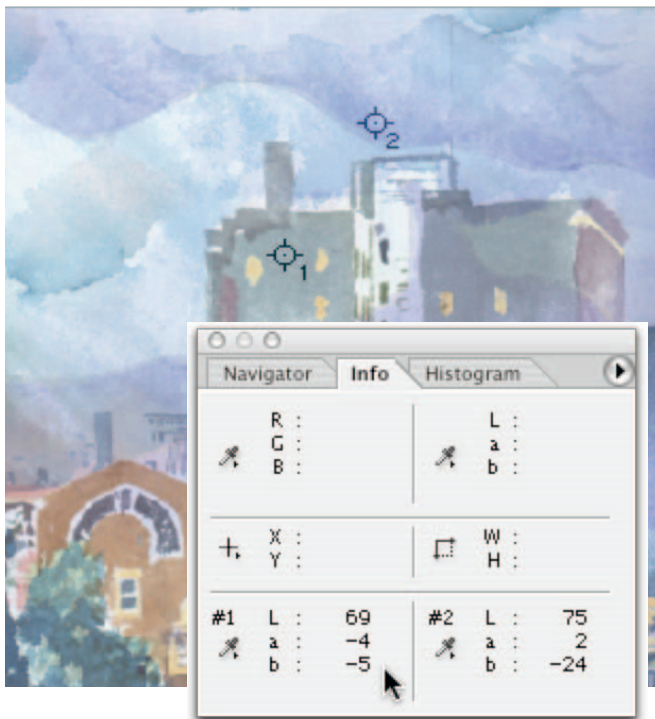 2
1
Navigator Info Histogram
R : L :
G : a :
B : b :
X : W :
Y : H :
#1 L : 69 #2 L : 75
a : -4 a : 2
b : -5 b : -24